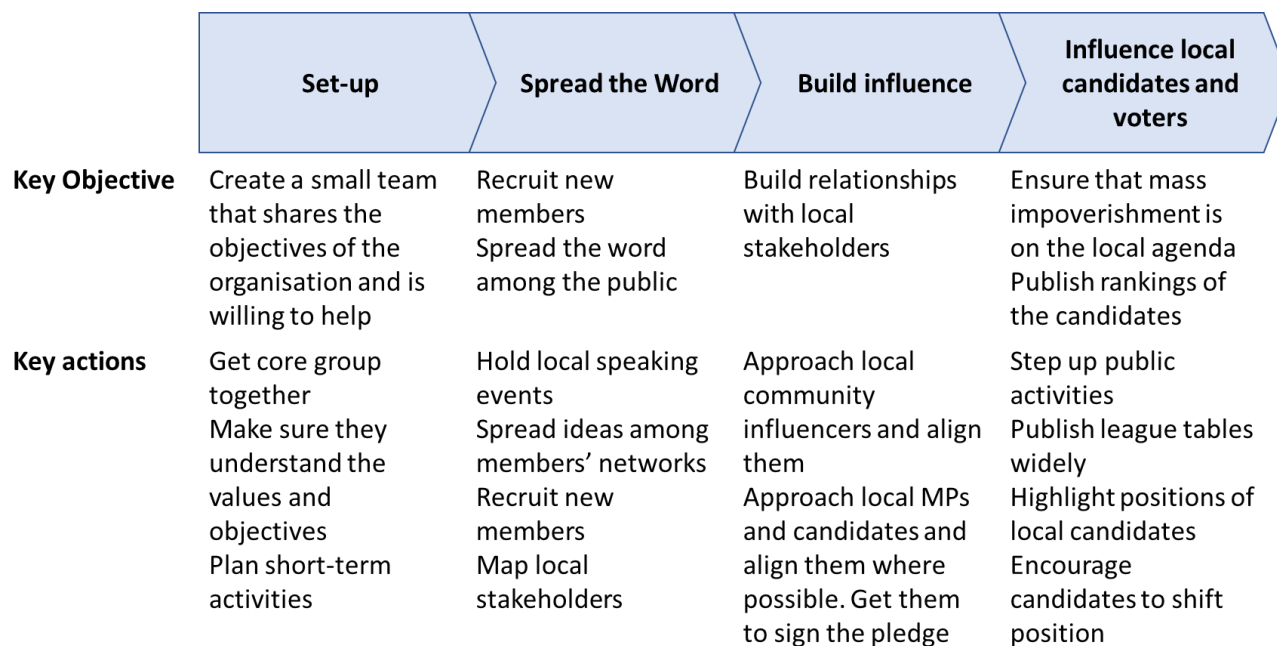 Set-up
Spread the Word
Build influence
Influence local
candidates and
voters
Key Objective
Create a small team
that shares the
objectives of the
organisation and is
willing to help
Recruit new
members
Spread the word
among the public
Build relationships
with local
stakeholders
Ensure that mass
impoverishment is
on the local agenda
Publish rankings of
the candidates
Key actions
Get core group
together
Make sure they
understand the
values and
objectives
Plan short-term
activities
Hold local speaking
events
Spread ideas among
members’ networks
Recruit new
members
Map local
stakeholders
Approach local
community
influencers and align
them
Approach local MPs
and candidates and
align them where
possible. Get them
to sign the pledge
Step up public
activities
Publish league tables
widely
Highlight positions of
local candidates
Encourage
candidates to shift
position